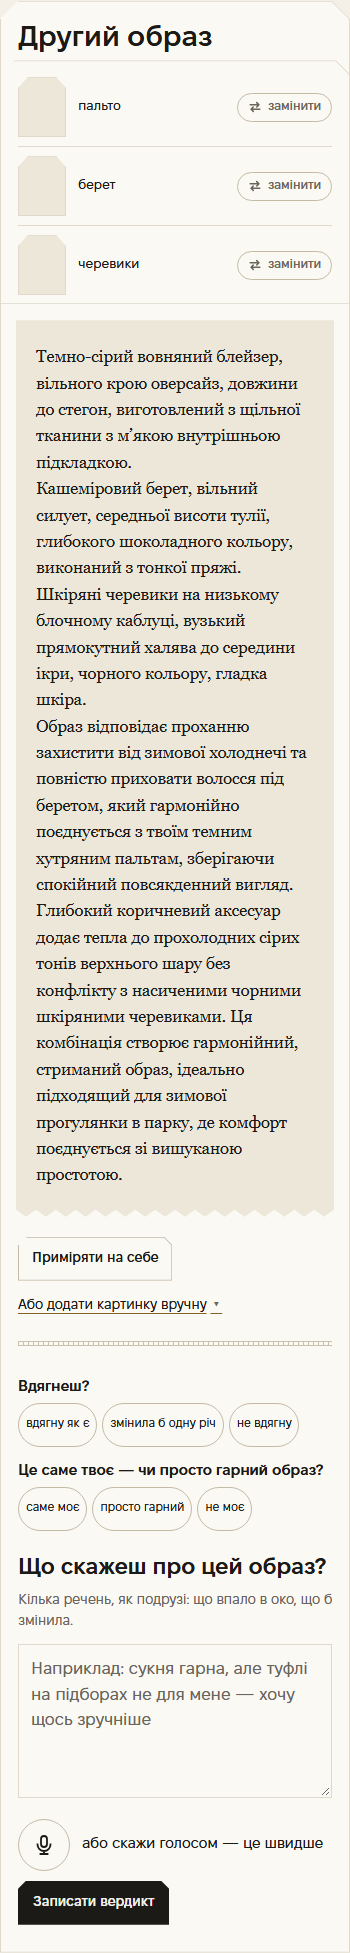 Другий образ
пальто
замінити
берет
замінити
черевики
замінити
Темно-сірий вовняний блейзер,
вільного крою оверсайз, довжини
до стегон, виготовлений з щільної
тканини з м’якою внутрішньою
підкладкою.
Кашеміровий берет, вільний
силует, середньої висоти тулії,
глибокого шоколадного кольору,
виконаний з тонкої пряжі.
Шкіряні черевики на низькому
блочному каблуці, вузький
прямокутний халява до середини
ікри, чорного кольору, гладка
шкіра.
Образ відповідає проханню
захистити від зимової холоднечі та
повністю приховати волосся під
беретом, який гармонійно
поєднується з твоїм темним
хутряним пальтам, зберігаючи
спокійний повсякденний вигляд.
Глибокий коричневий аксесуар
додає тепла до прохолодних сірих
тонів верхнього шару без
конфлікту з насиченими чорними
шкіряними черевиками. Ця
комбінація створює гармонійний,
стриманий образ, ідеально
підходящий для зимової
прогулянки в парку, де комфорт
поєднується зі вишуканою
простотою.
Приміряти на себе
Або додати картинку вручну
Вдягнеш?
вдягну як є
змінила б одну річ
не вдягну
Це саме твоє — чи просто гарний образ?
саме моє
просто гарний
не моє
Що скажеш про цей образ?
Кілька речень, як подрузі: що впало в око, що б
змінила.
Наприклад: сукня гарна, але туфлі
на підборах не для мене — хочу
щось зручніше
або скажи голосом — це швидше
Записати вердикт